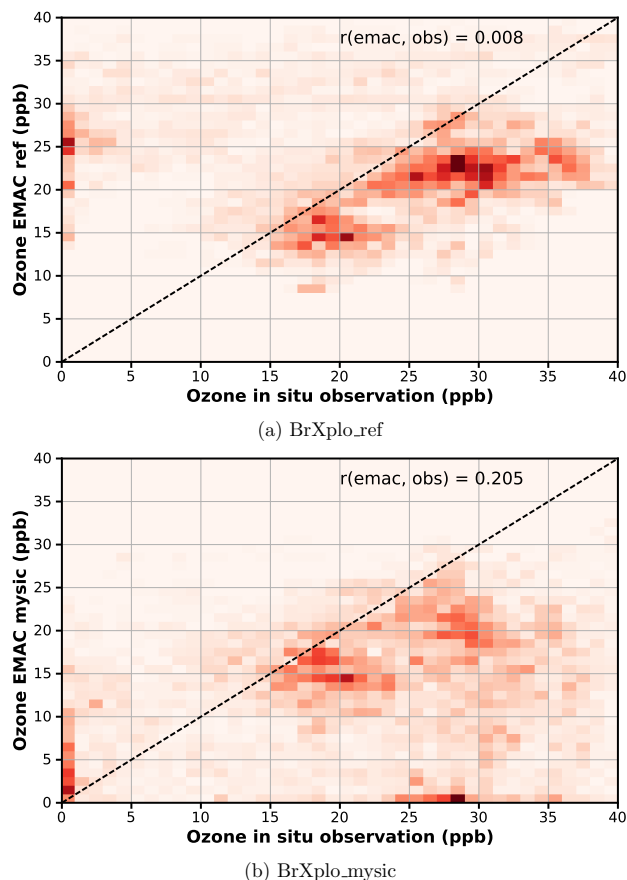 40
35
30
25
20
15
10
5
0
Ozone EMAC ref (ppb)
r(emac, obs) = 0.008
0 5 10 15 20 25 30 35 40
Ozone in situ observation (ppb)
(a) BrXplo_ref
40
35
30
25
20
15
10
5
0
Ozone EMAC mysic (ppb)
r(emac, obs) = 0.205
0 5 10 15 20 25 30 35 40
Ozone in situ observation (ppb)
(b) BrXplo_mysic